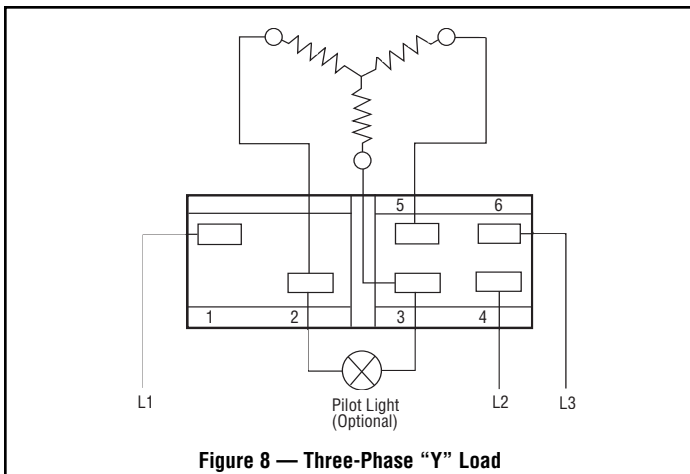 5 6
1 2 3 4
L1 Pilot Light L2 L3
(Optional)
Figure 8 — Three-Phase “Y” Load